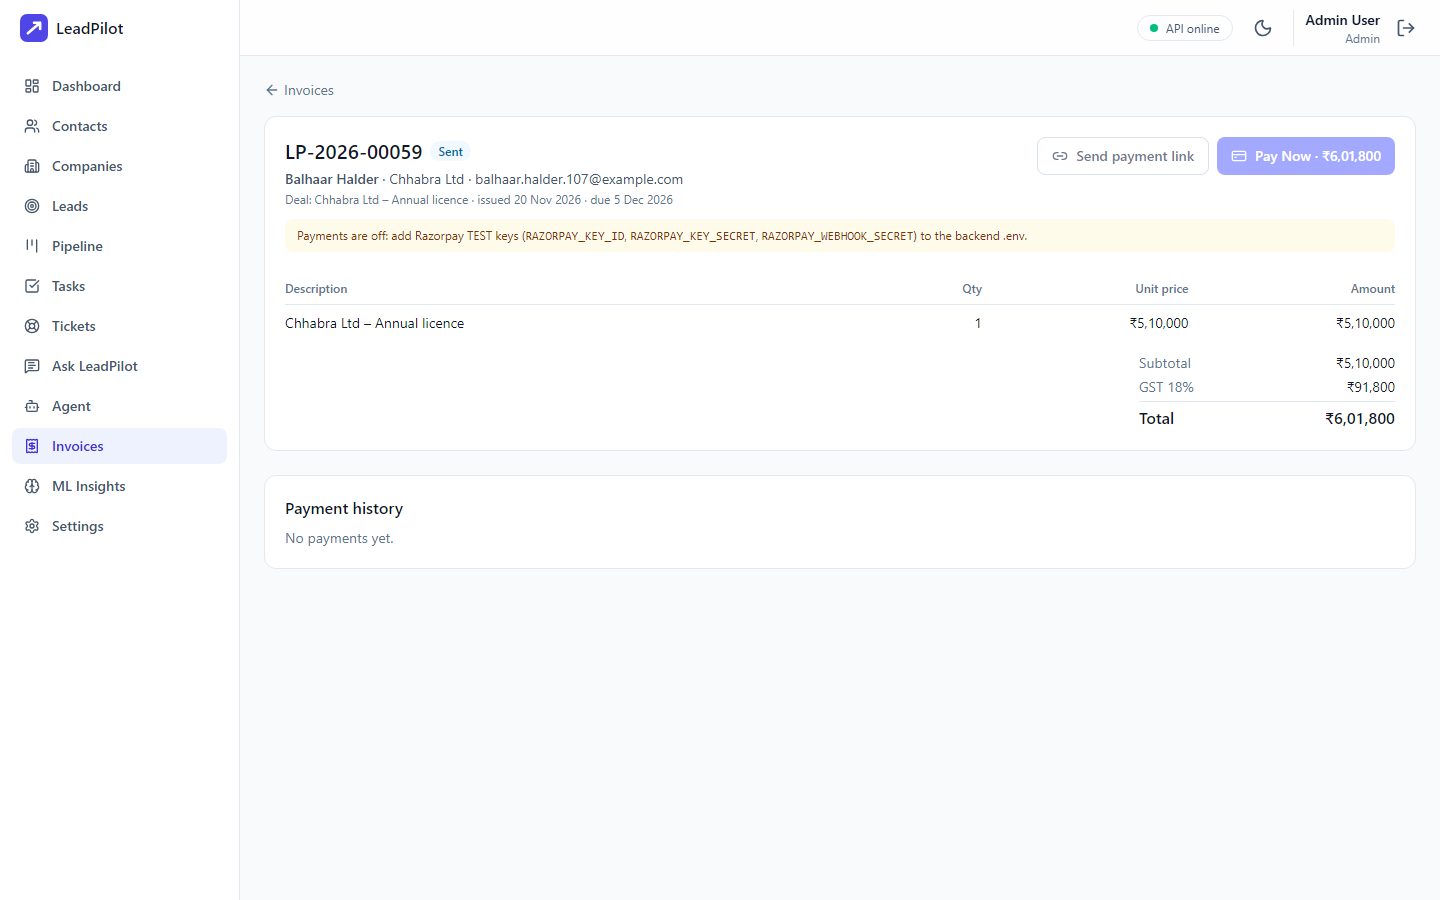 LeadPilot
API online
Admin User
Admin
Dashboard
Contacts
Companies
Leads
Pipeline
Tasks
Tickets
Ask LeadPilot
Agent
Invoices
ML Insights
Settings
Invoices
LP-2026-00059 Sent
Send payment link
Pay Now · ₹6,01,800
Balhaar Halder · Chhabra Ltd · balhaar.halder.107@example.com
Deal: Chhabra Ltd – Annual licence · issued 20 Nov 2026 · due 5 Dec 2026
Payments are off: add Razorpay TEST keys (RAZORPAY_KEY_ID, RAZORPAY_KEY_SECRET, RAZORPAY_WEBHOOK_SECRET) to the backend .env.
Description Qty Unit price Amount
Chhabra Ltd – Annual licence 1 ₹5,10,000 ₹5,10,000
Subtotal ₹5,10,000
GST 18% ₹91,800
Total ₹6,01,800
Payment history
No payments yet.